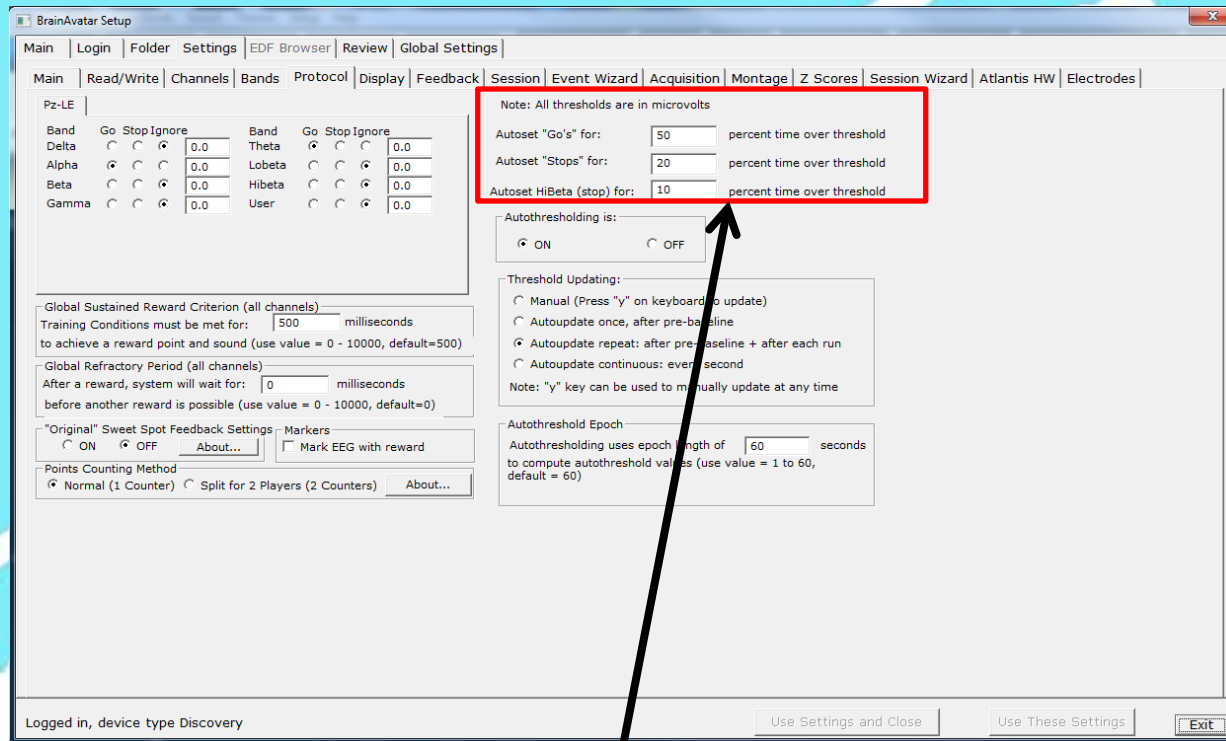 BrainAvatar Setup
Main Login Folder Settings EDF Browser Review Global Settings
Main Read/Write Channels Bands Protocol Display Feedback Session Event Wizard Acquisition Montage Z Scores Session Wizard Atlantis HW Electrodes
Pz-LE
Band Go Stop Ignore Band Go Stop Ignore
Delta 0.0 Theta 0.0
Alpha 0.0 Lobeta 0.0
Beta 0.0 Hibeta 0.0
Gamma 0.0 User 0.0
Global Sustained Reward Criterion (all channels)
Training Conditions must be met for: 500 milliseconds
to achieve a reward point and sound (use value = 0 - 10000, default=500)
Global Refractory Period (all channels)
After a reward, system will wait for: 0 milliseconds
before another reward is possible (use value = 0 - 10000, default=0)
"Original" Sweet Spot Feedback Settings Markers
ON OFF About... Mark EEG with reward
Points Counting Method
Normal (1 Counter) Split for 2 Players (2 Counters) About...
Note: All thresholds are in microvolts
Autoset "Go's" for: 50 percent time over threshold
Autoset "Stops" for: 20 percent time over threshold
Autoset HiBeta (stop) for: 10 percent time over threshold
Autothresholding is:
ON OFF
Threshold Updating:
Manual (Press "y" on keyboard to update)
Autoupdate once, after pre-baseline
Autoupdate repeat: after pre-baseline + after each run
Autoupdate continuous: every second
Note: "y" key can be used to manually update at any time
Autothreshold Epoch
Autothresholding uses epoch length of 60 seconds
to compute autothreshold values (use value = 1 to 60,
default = 60)
Logged in, device type Discovery
Use Settings and Close Use These Settings Exit